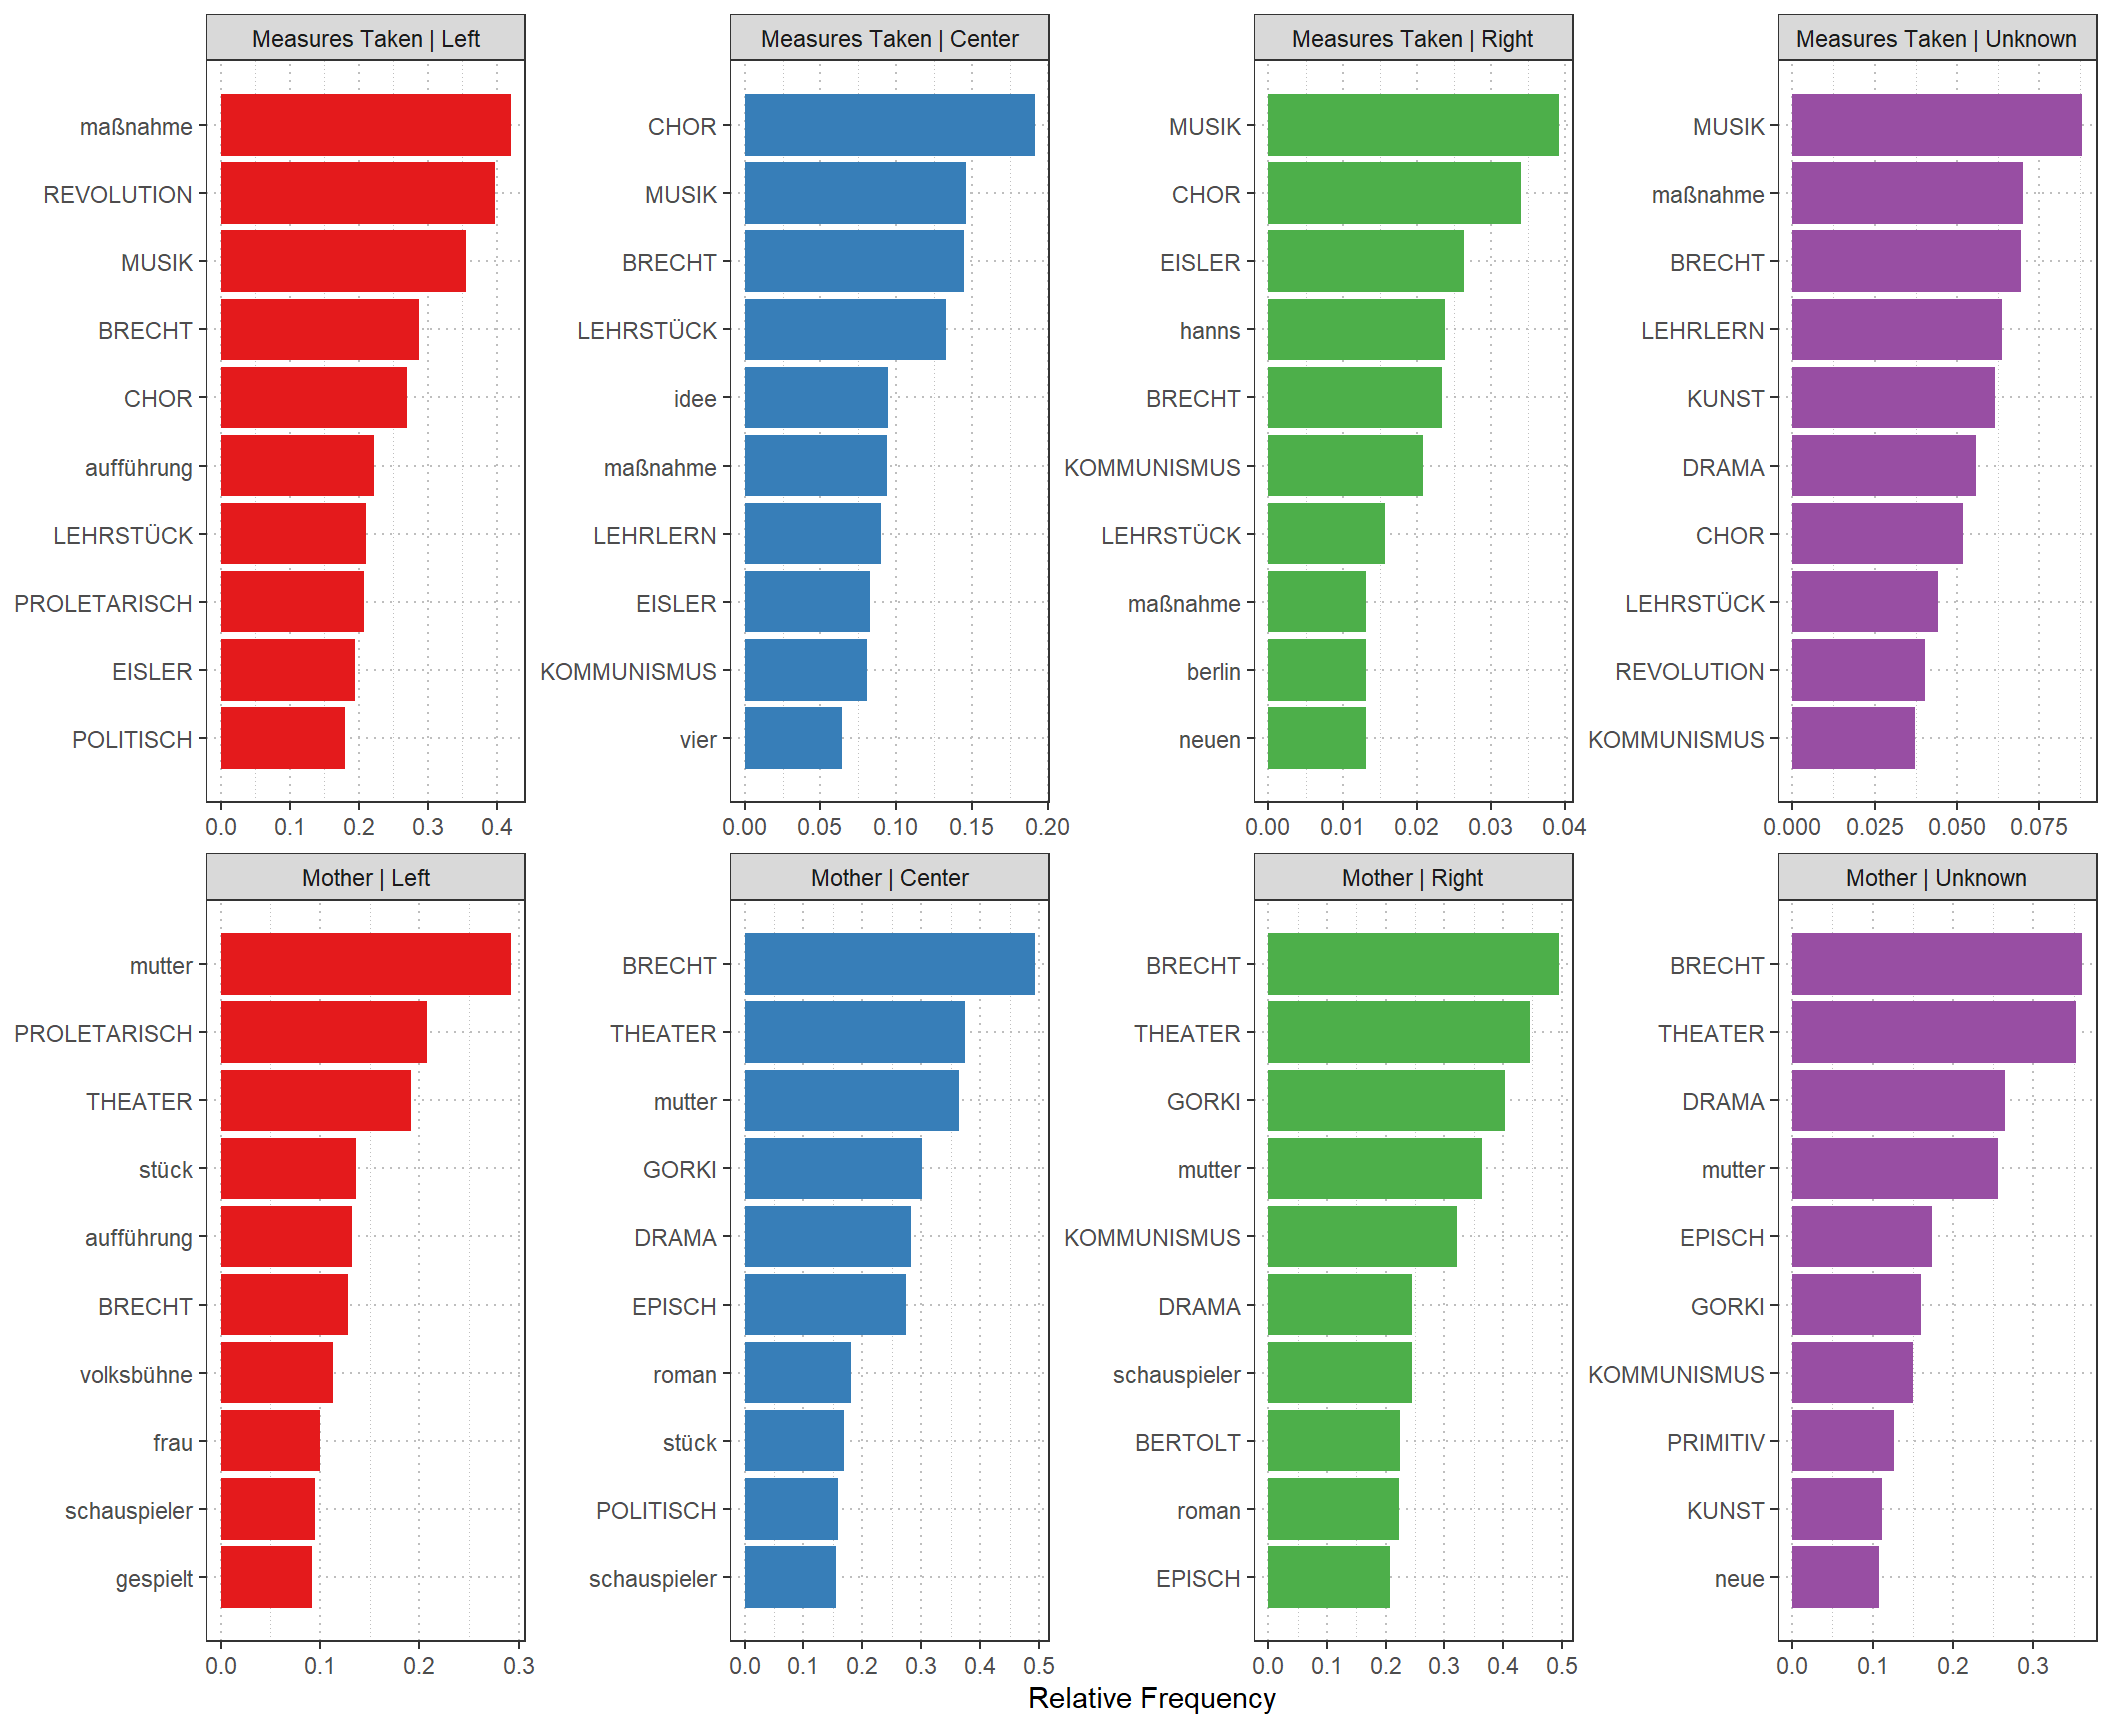 Measures Taken | Left
maßnahme
REVOLUTION
MUSIK
BRECHT
CHOR
aufführung
LEHRSTÜCK
PROLETARISCH
EISLER
POLITISCH
0.0 0.1 0.2 0.3 0.4
Measures Taken | Center
CHOR
MUSIK
BRECHT
LEHRSTÜCK
idee
maßnahme
LEHRLERN
EISLER
KOMMUNISMUS
vier
0.00 0.05 0.10 0.15 0.20
Measures Taken | Right
MUSIK
CHOR
EISLER
hanns
BRECHT
KOMMUNISMUS
LEHRSTÜCK
maßnahme
berlin
neuen
0.00 0.01 0.02 0.03 0.04
Measures Taken | Unknown
MUSIK
maßnahme
BRECHT
LEHRLERN
KUNST
DRAMA
CHOR
LEHRSTÜCK
REVOLUTION
KOMMUNISMUS
0.000 0.025 0.050 0.075
Mother | Left
mutter
PROLETARISCH
THEATER
stück
aufführung
BRECHT
volksbühne
frau
schauspieler
gespielt
0.0 0.1 0.2 0.3
Mother | Center
BRECHT
THEATER
mutter
GORKI
DRAMA
EPISCH
roman
stück
POLITISCH
schauspieler
0.0 0.1 0.2 0.3 0.4 0.5
Mother | Right
BRECHT
THEATER
GORKI
mutter
KOMMUNISMUS
DRAMA
schauspieler
BERTOLT
roman
EPISCH
0.0 0.1 0.2 0.3 0.4 0.5
Mother | Unknown
BRECHT
THEATER
DRAMA
mutter
EPISCH
GORKI
KOMMUNISMUS
PRIMITIV
KUNST
neue
0.0 0.1 0.2 0.3
Relative Frequency